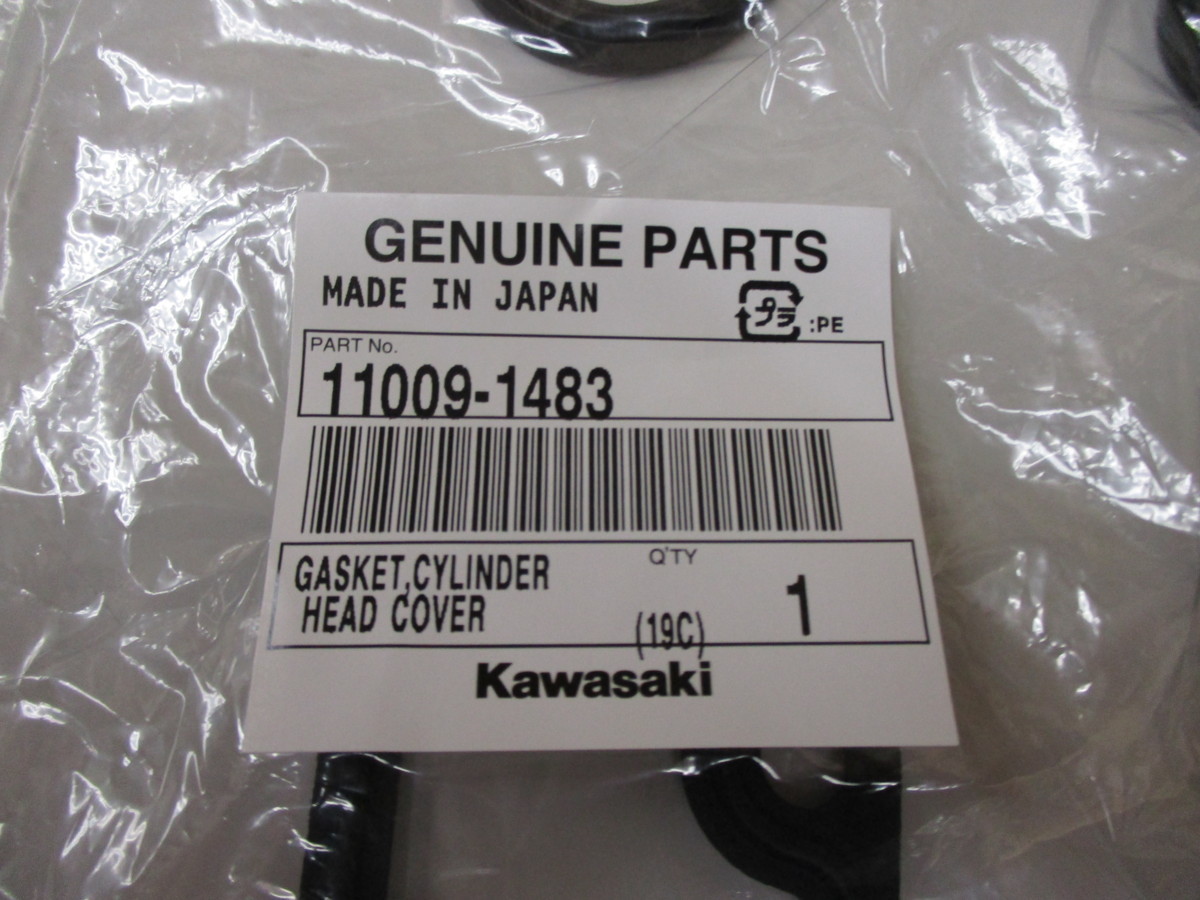 GENUINE PARTS
MADE IN JAPAN
プラ :PE
PART No.
11009-1483
GASKET,CYLINDER
HEAD COVER
Q'TY
(19C)
1
Kawasaki